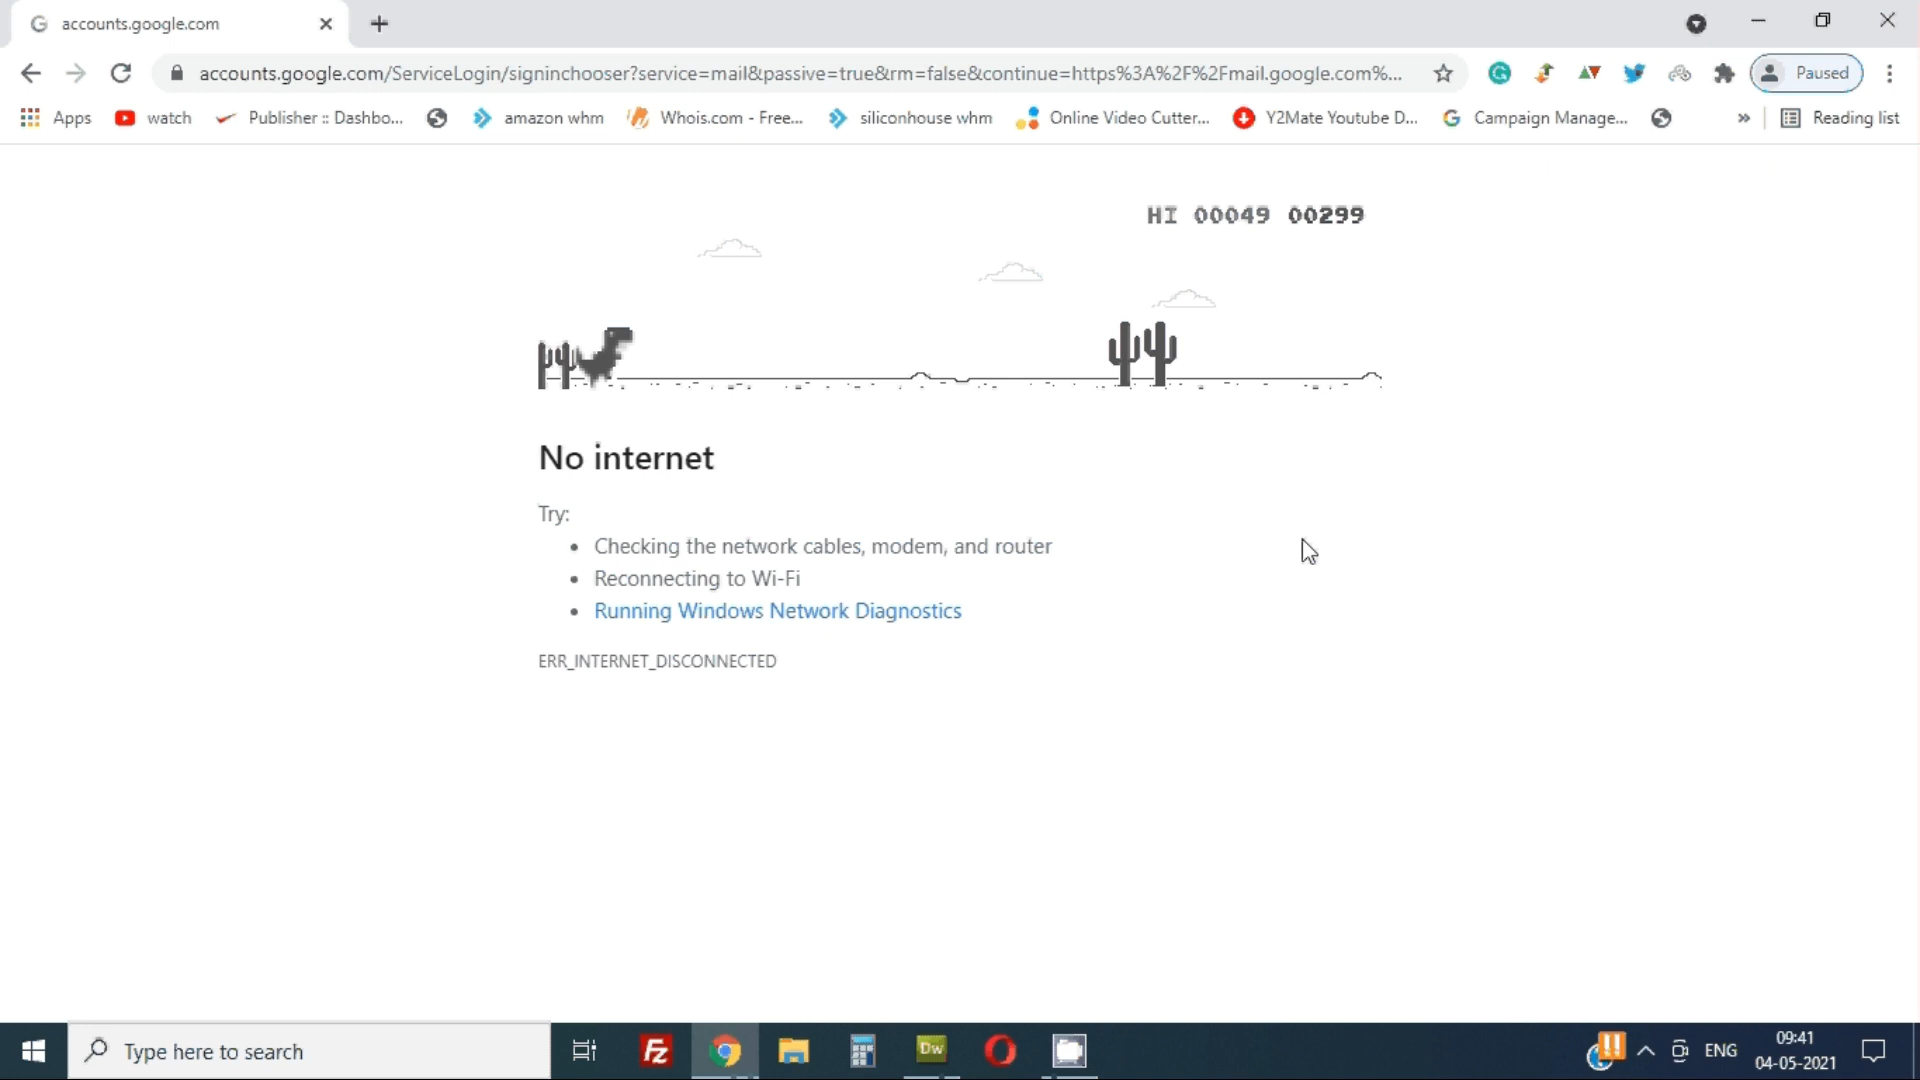 accounts.google.com
accounts.google.com/ServiceLogin/signinchooser?service=mail&passive=true&rm=false&continue=https%3A%2F%2Fmail.google.com%...
Paused
Apps watch Publisher :: Dashbo... amazon whm Whois.com - Free... siliconhouse whm Online Video Cutter... Y2Mate Youtube D... Campaign Manage... » Reading list
HI 00049 00299
No internet
Try:
Checking the network cables, modem, and router
Reconnecting to Wi-Fi
Running Windows Network Diagnostics
ERR_INTERNET_DISCONNECTED
Type here to search
Fz
Dw
ENG
09:41
04-05-2021